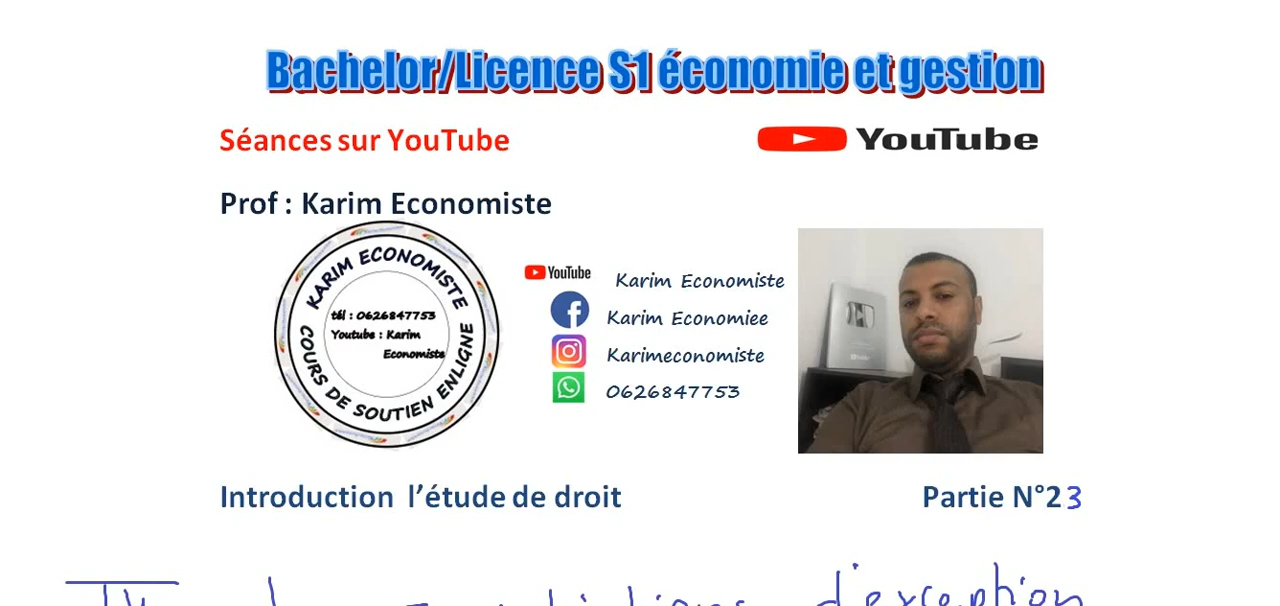 Bachelor/Licence S1 économie et gestion
Séances sur YouTube
YouTube
Prof : Karim Economiste
KARIM ECONOMISTE
tél : 0626847753
Youtube : Karim
Economiste
COURS DE SOUTIEN ENLIGNE
YouTube Karim Economiste
Karim Economiee
Karimeconomiste
0626847753
Introduction l'étude de droit
Partie N°23
d'exception